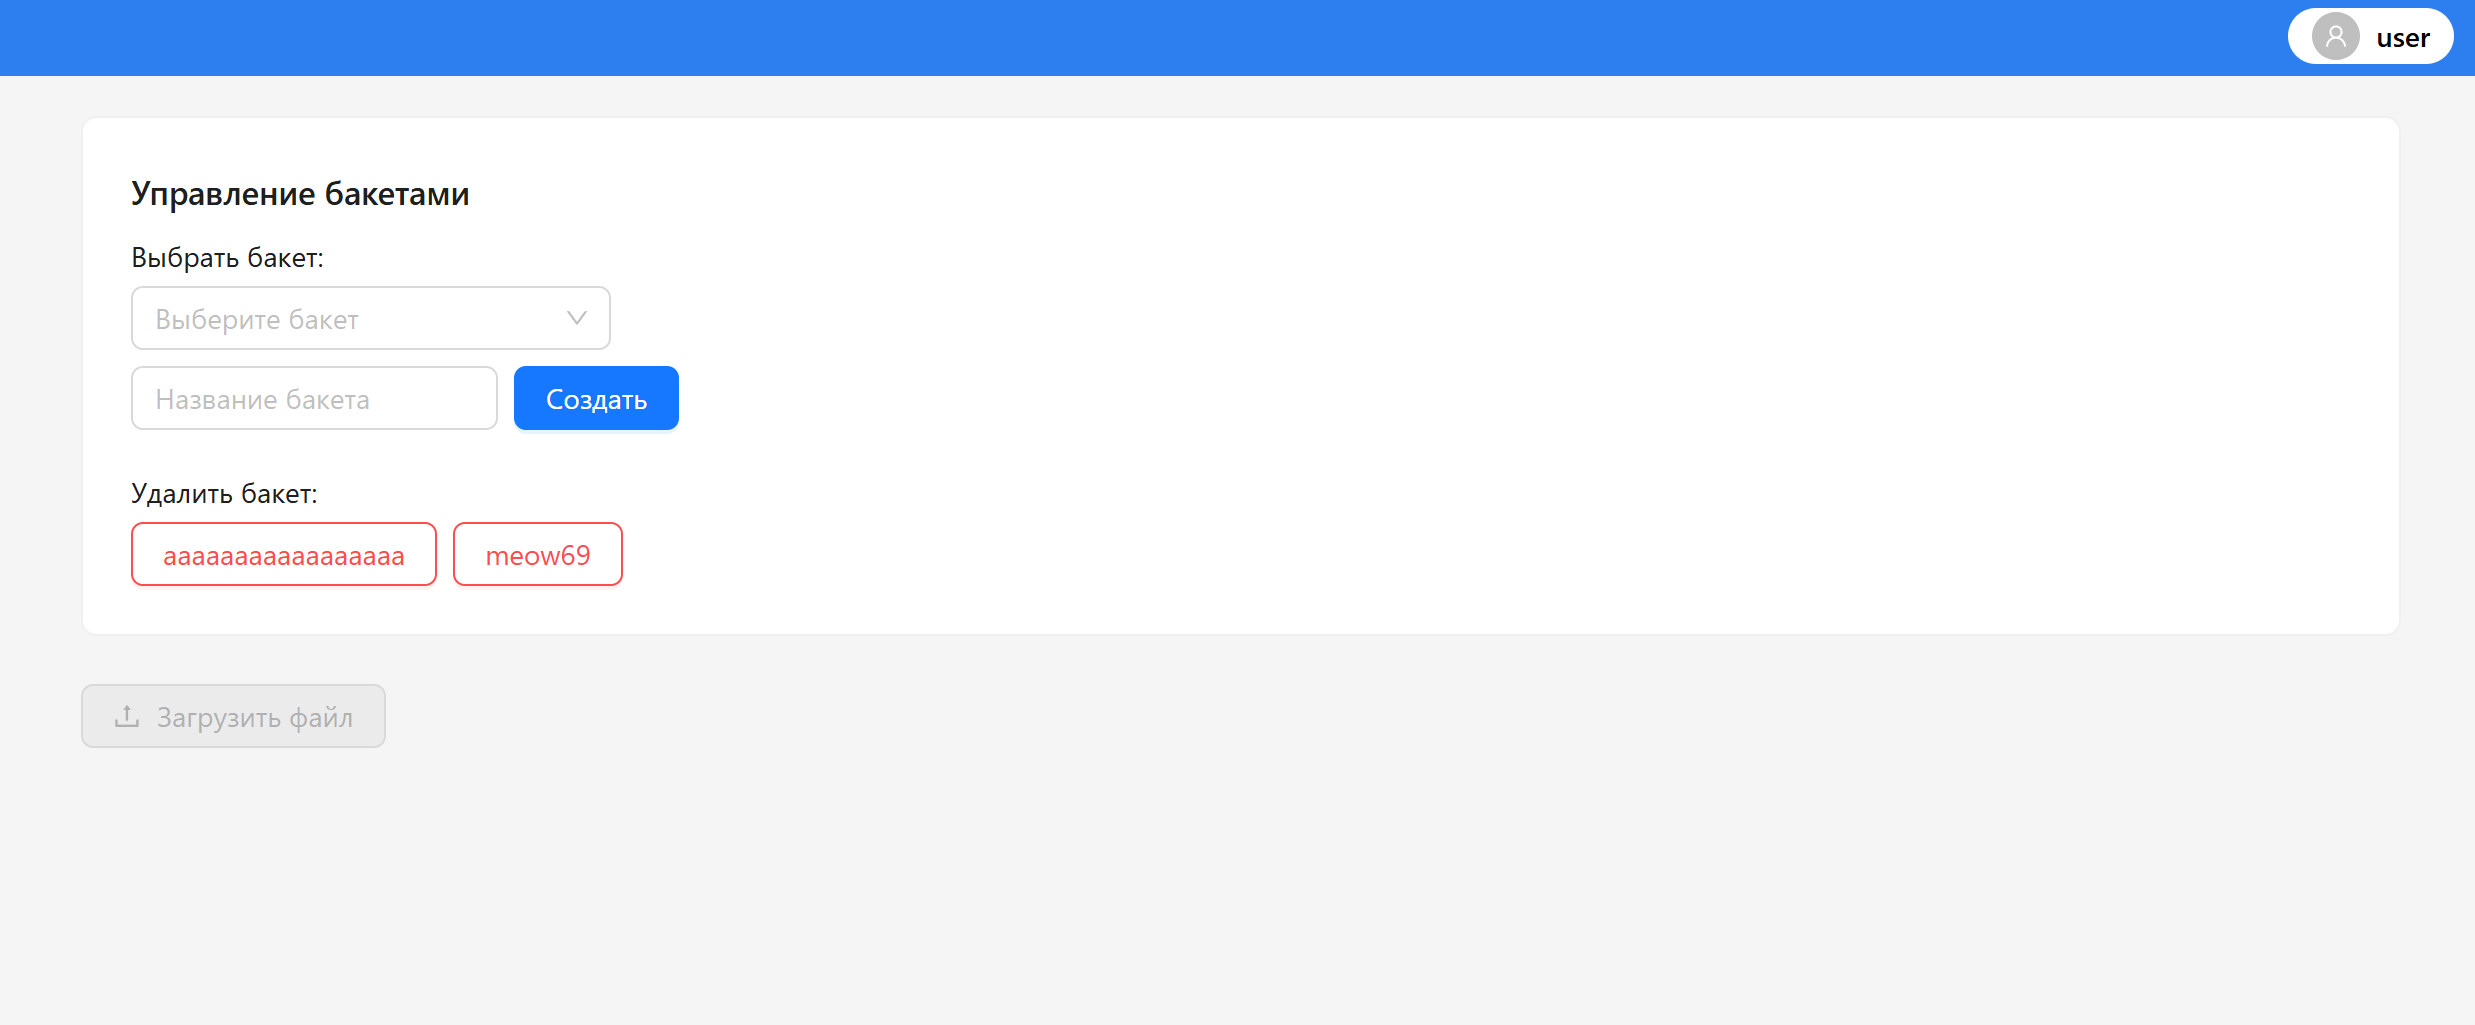 user
Управление бакетами
Выбрать бакет:
Выберите бакет
Название бакета
Создать
Удалить бакет:
aaaaaaaaaaaaaaaaa
meow69
Загрузить файл